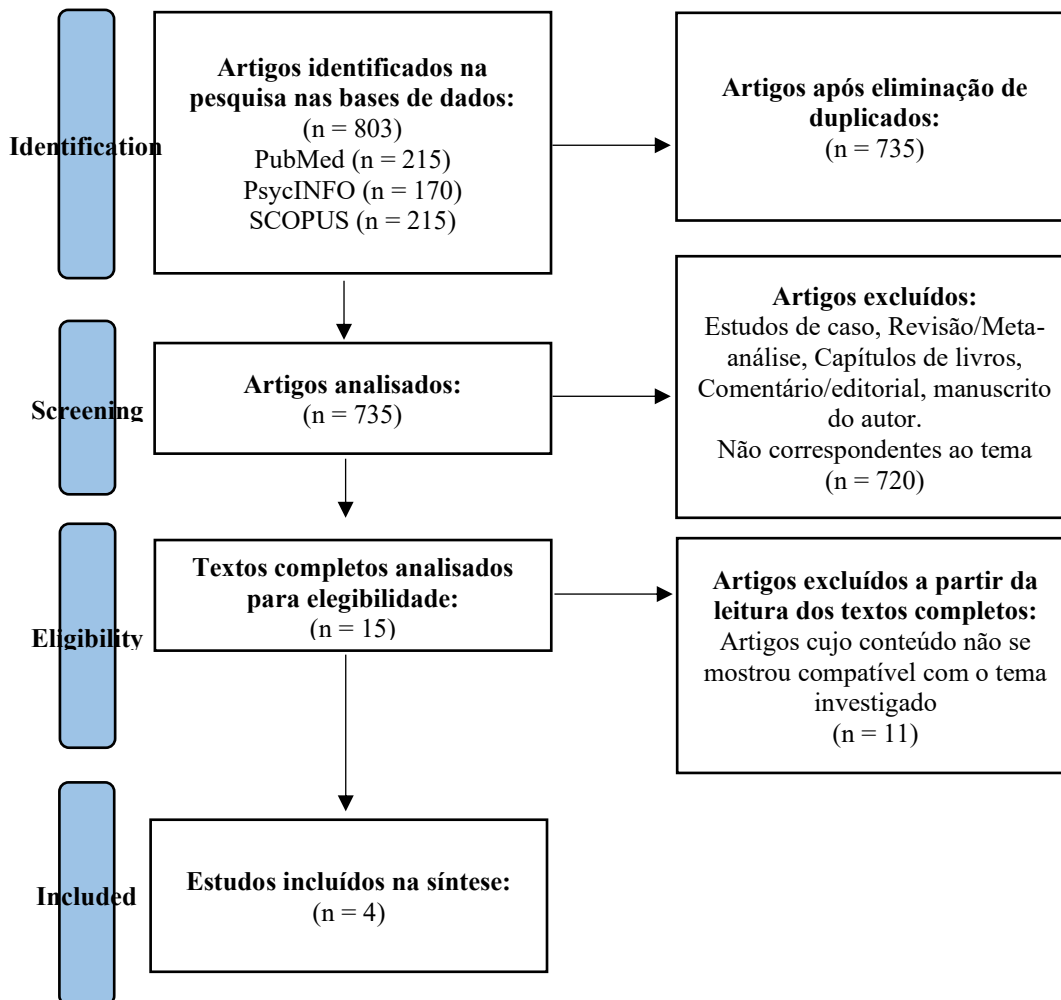 Identification
Artigos identificados na
pesquisa nas bases de dados:
(n = 803)
PubMed (n = 215)
PsycINFO (n = 170)
SCOPUS (n = 215)
Artigos após eliminação de
duplicados:
(n = 735)
Screening
Artigos analisados:
(n = 735)
Artigos excluídos:
Estudos de caso, Revisão/Meta-
análise, Capítulos de livros,
Comentário/editorial, manuscrito
do autor.
Não correspondentes ao tema
(n = 720)
Eligibility
Textos completos analisados
para elegibilidade:
(n = 15)
Artigos excluídos a partir da
leitura dos textos completos:
Artigos cujo conteúdo não se
mostrou compatível com o tema
investigado
(n = 11)
Included
Estudos incluídos na síntese:
(n = 4)